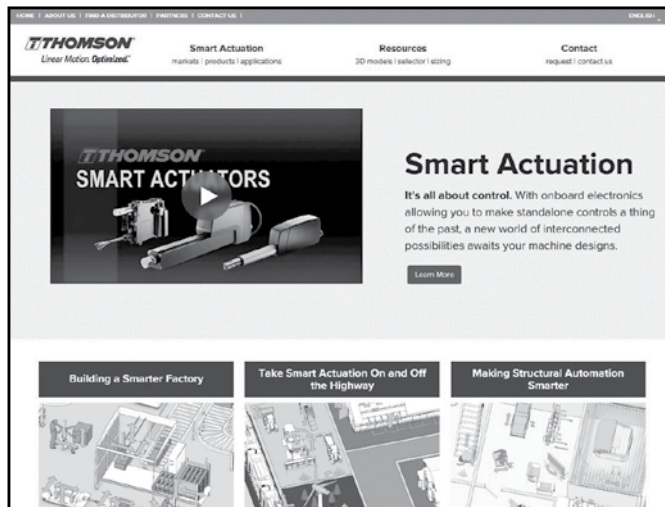 HOME | ABOUT US | FIND A DISTRIBUTOR | PARTNERS | CONTACT US |
ENGLISH
THOMSON
Linear Motion. Optimized.™
Smart Actuation
markets | products | applications
Resources
3D models | selector | sizing
Contact
request | contact us
THOMSON
SMART ACTUATORS
Smart Actuation
It's all about control. With onboard electronics
allowing you to make standalone controls a thing
of the past, a new world of interconnected
possibilities awaits your machine designs.
Learn More
Building a Smarter Factory
Take Smart Actuation On and Off
the Highway
Making Structural Automation
Smarter